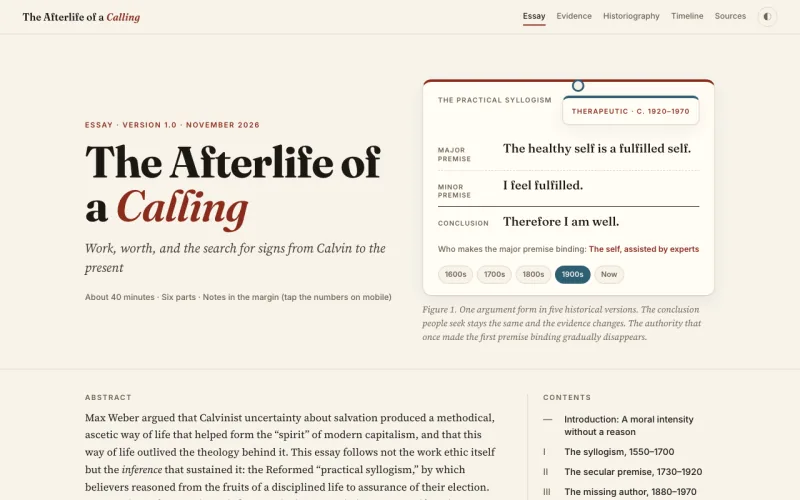 The Afterlife of a Calling
Essay Evidence Historiography Timeline Sources
ESSAY · VERSION 1.0 · NOVEMBER 2026
The Afterlife of
a Calling
Work, worth, and the search for signs from Calvin to the
present
About 40 minutes · Six parts · Notes in the margin (tap the numbers on mobile)
THE PRACTICAL SYLLOGISM
THERAPEUTIC · C. 1920–1970
MAJOR
PREMISE
The healthy self is a fulfilled self.
MINOR
PREMISE
I feel fulfilled.
CONCLUSION
Therefore I am well.
Who makes the major premise binding: The self, assisted by experts
1600s 1700s 1800s 1900s Now
Figure 1. One argument form in five historical versions. The conclusion
people seek stays the same and the evidence changes. The authority that
once made the first premise binding gradually disappears.
ABSTRACT
Max Weber argued that Calvinist uncertainty about salvation produced a methodical,
ascetic way of life that helped form the “spirit” of modern capitalism, and that this
way of life outlived the theology behind it. This essay follows not the work ethic itself
but the inference that sustained it: the Reformed “practical syllogism,” by which
believers reasoned from the fruits of a disciplined life to assurance of their election.
CONTENTS
— Introduction: A moral intensity
without a reason
I The syllogism, 1550–1700
II The secular premise, 1730–1920
III The missing author, 1880–1970